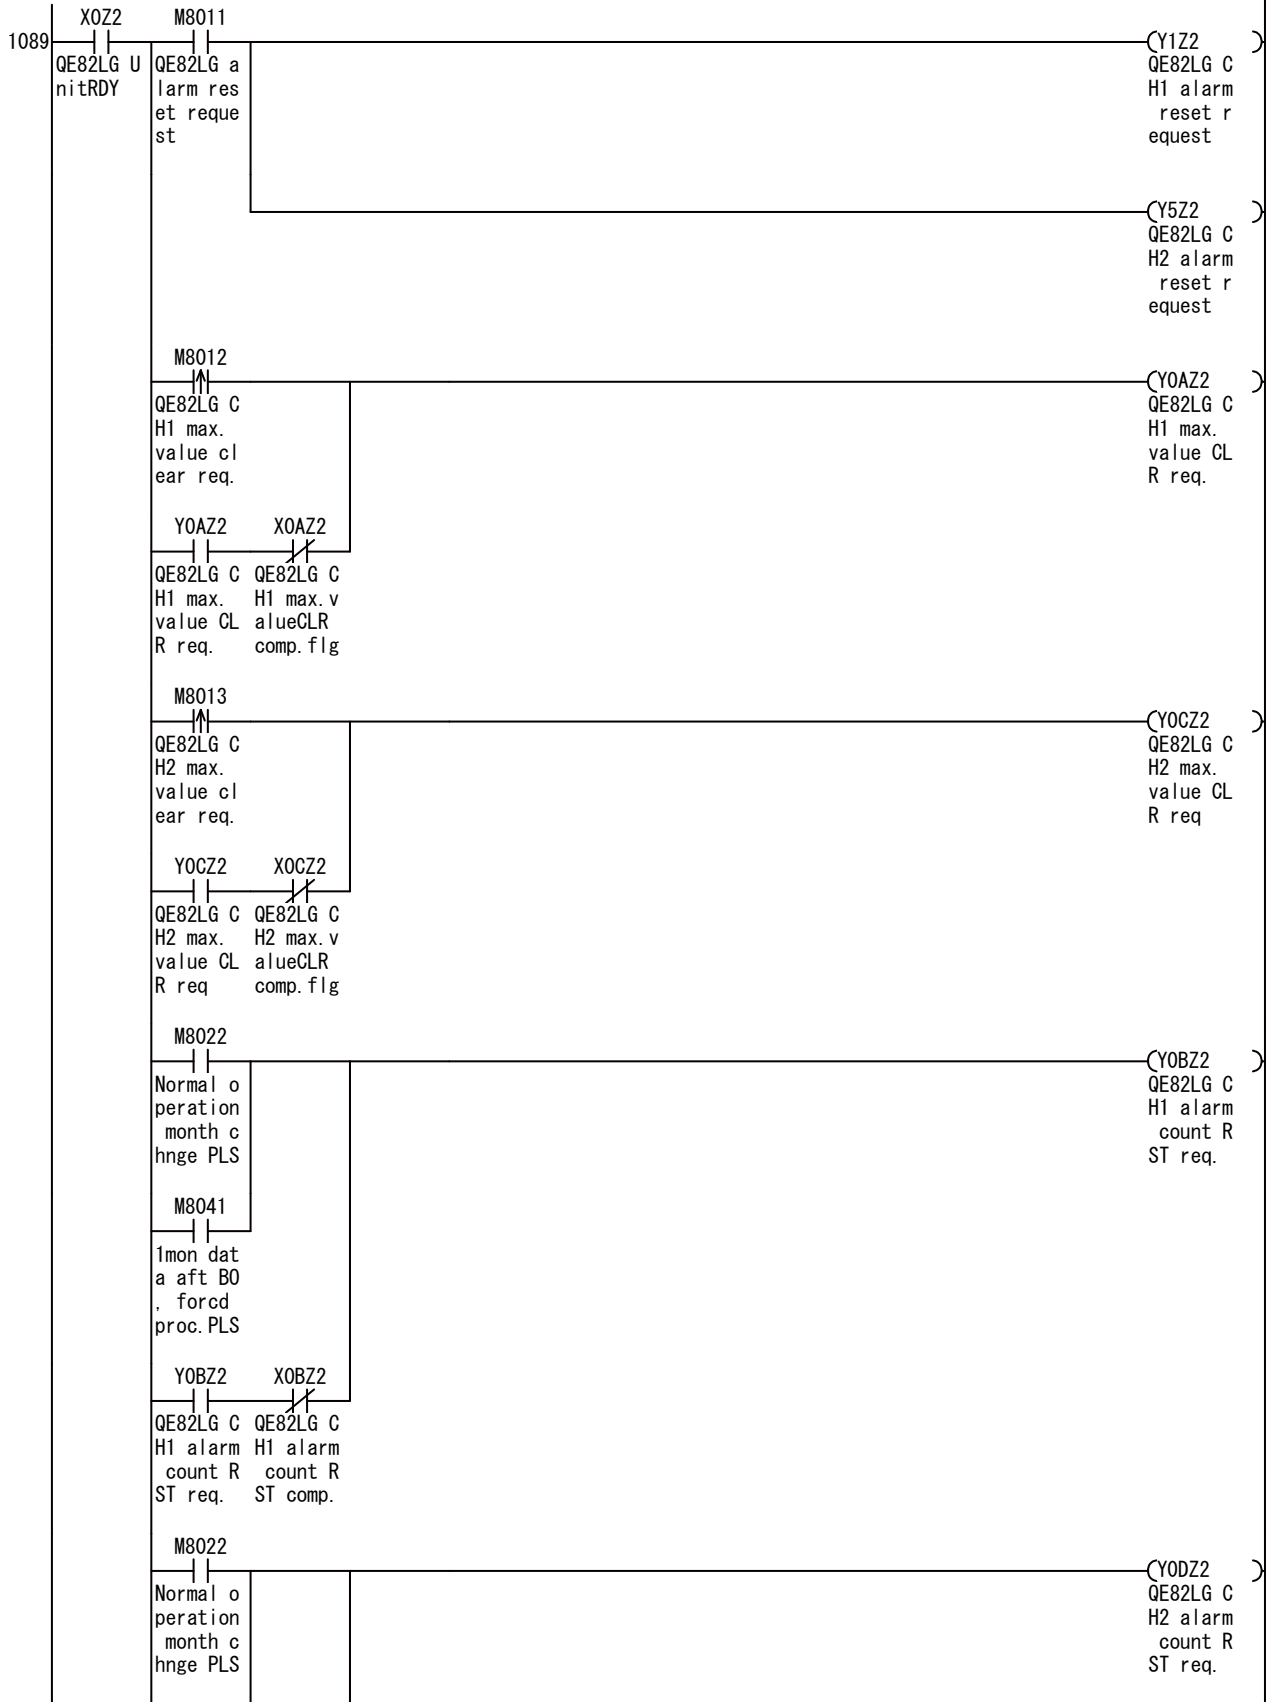 X0Z2 M8011
1089 (Y1Z2 )
QE82LG U QE82LG a QE82LG C
nitRDY larm res H1 alarm
et reque reset r
st equest
(Y5Z2 )
QE82LG C
H2 alarm
reset r
equest
M8012
(Y0AZ2 )
QE82LG C QE82LG C
H1 max. H1 max.
value cl value CL
ear req. R req.
Y0AZ2 X0AZ2
QE82LG C QE82LG C
H1 max. H1 max.v
value CL alueCLR
R req. comp.flg
M8013
(Y0CZ2 )
QE82LG C QE82LG C
H2 max. H2 max.
value cl value CL
ear req. R req
Y0CZ2 X0CZ2
QE82LG C QE82LG C
H2 max. H2 max.v
value CL alueCLR
R req comp.flg
M8022
(Y0BZ2 )
Normal o QE82LG C
peration H1 alarm
month c count R
hnge PLS ST req.
M8041
1mon dat
a aft BO
, forcd
proc.PLS
Y0BZ2 X0BZ2
QE82LG C QE82LG C
H1 alarm H1 alarm
count R count R
ST req. ST comp.
M8022
(Y0DZ2 )
Normal o QE82LG C
peration H2 alarm
month c count R
hnge PLS ST req.